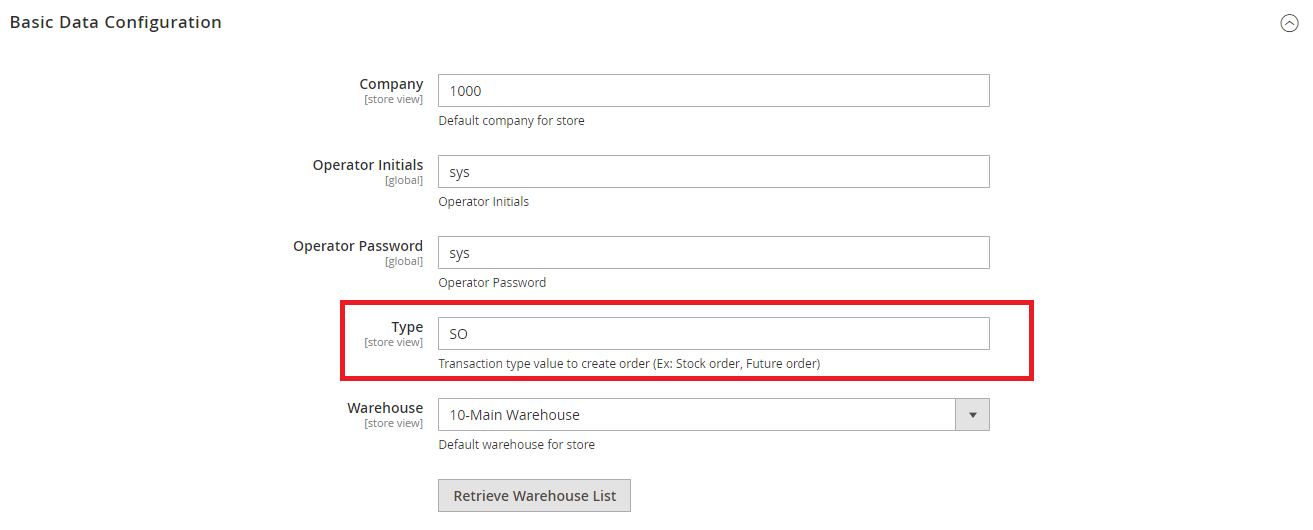 Basic Data Configuration
Company
[store view]
1000
Default company for store
Operator Initials
[global]
sys
Operator Initials
Operator Password
[global]
sys
Operator Password
Type
[store view]
SO
Transaction type value to create order (Ex: Stock order, Future order)
Warehouse
[store view]
10-Main Warehouse
Default warehouse for store
Retrieve Warehouse List